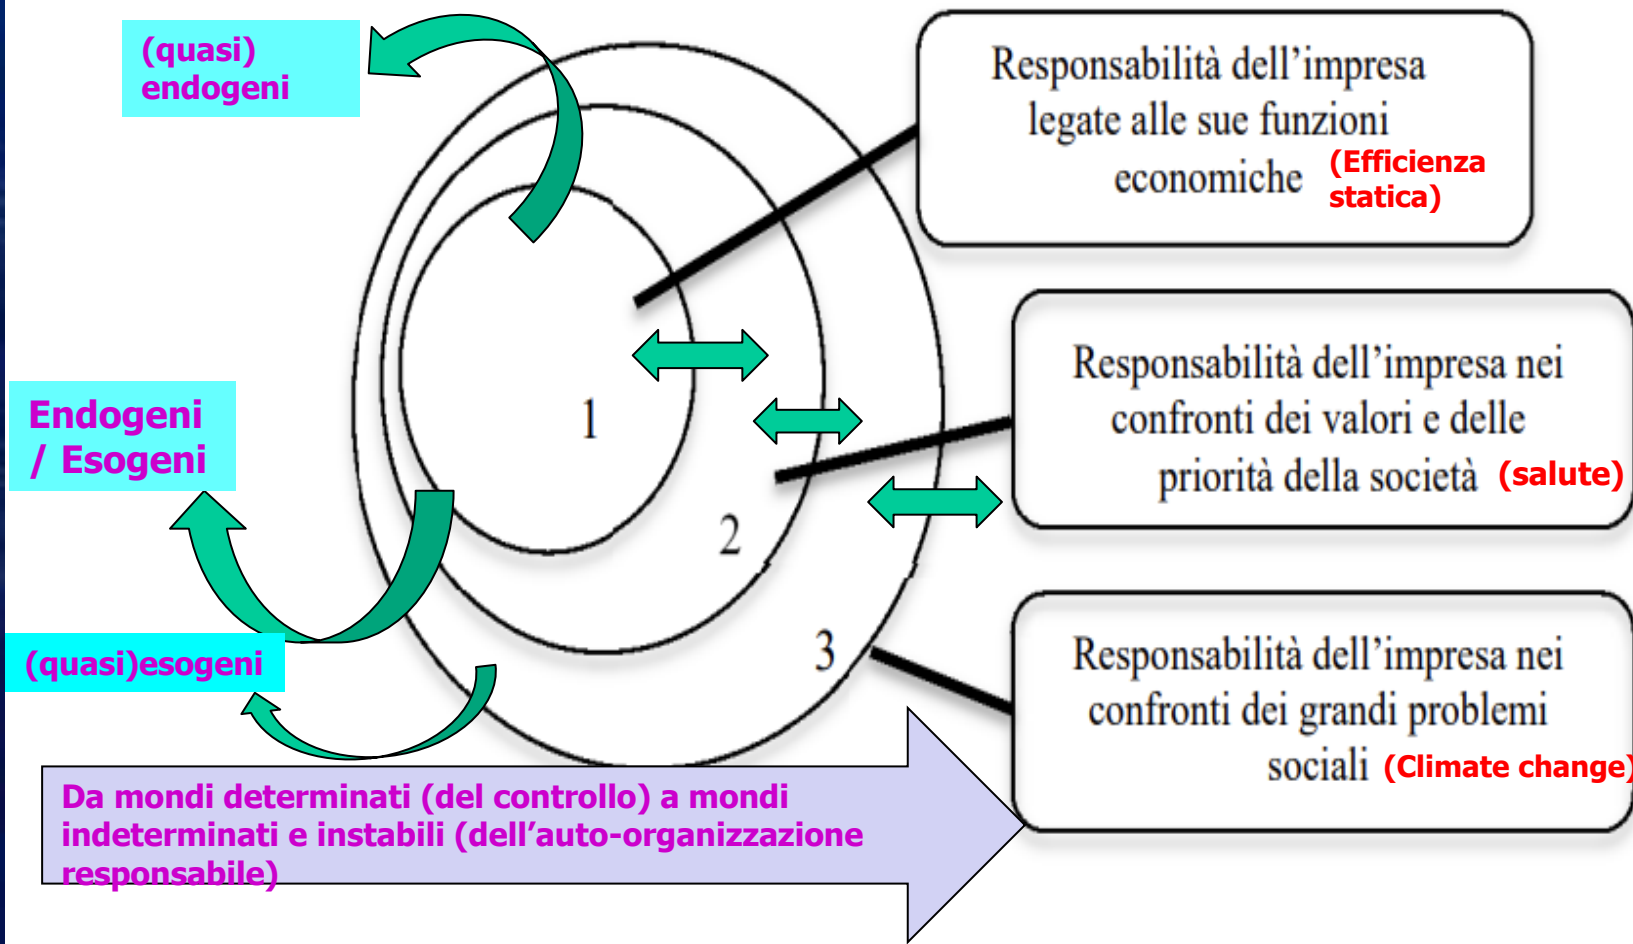 (quasi)
endogeni
Responsabilità dell'impresa
legate alle sue funzioni
economiche (Efficienza
statica)
Endogeni
/ Esogeni
1
Responsabilità dell'impresa nei
confronti dei valori e delle
priorità della società (salute)
2
(quasi)esogeni
3
Responsabilità dell'impresa nei
confronti dei grandi problemi
sociali (Climate change)
Da mondi determinati (del controllo) a mondi
indeterminati e instabili (dell'auto-organizzazione
responsabile)